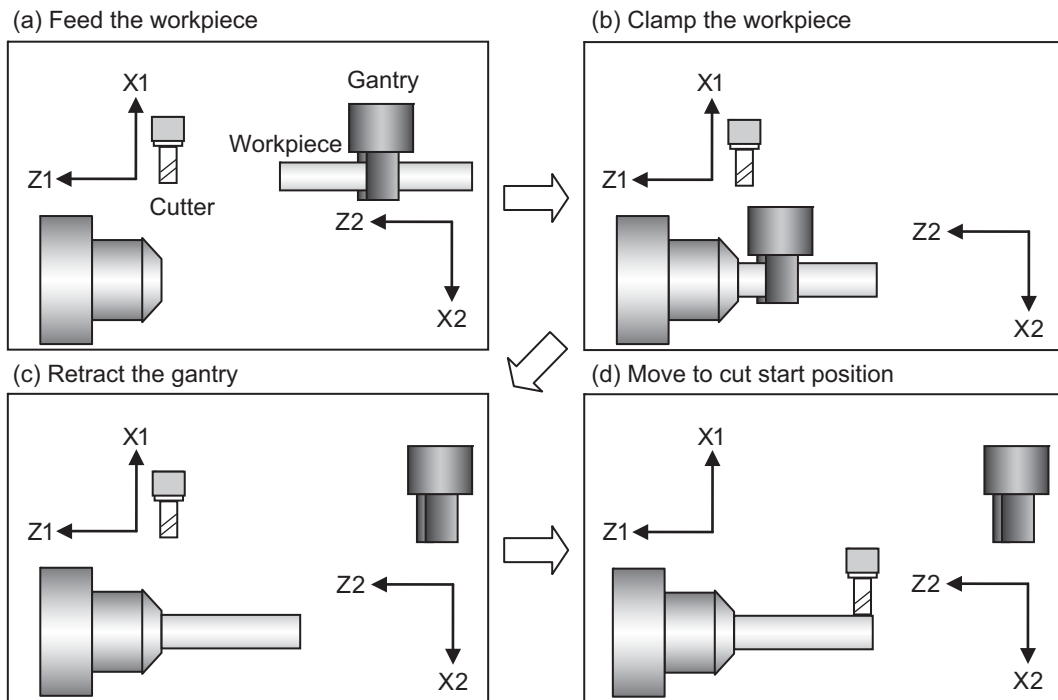 (a) Feed the workpiece
X1
Gantry
Workpiece
Z1
Cutter
Z2
X2
(b) Clamp the workpiece
X1
Z1
Z2
X2
(c) Retract the gantry
X1
Z1
Z2
X2
(d) Move to cut start position
X1
Z1
Z2
X2